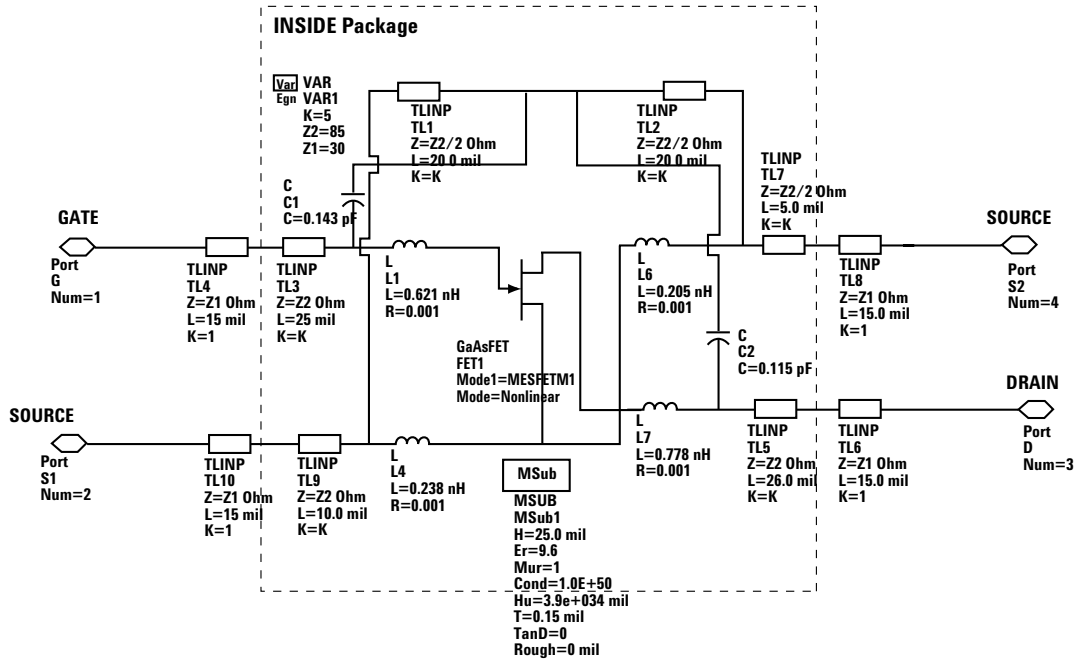 INSIDE Package
Var
Egn
VAR
VAR1
K=5
Z2=85
Z1=30
TLINP
TL1
Z=Z2/2 Ohm
L=20 0 mil
K=K
TLINP
TL2
Z=Z2/2 Ohm
L=20 0 mil
K=K
TLINP
TL7
Z=Z2/2 Ohm
L=5.0 mil
K=K
C
C1
C=0.143 pF
GATE
Port
G
Num=1
TLINP
TL4
Z=Z1 Ohm
L=15 mil
K=1
TLINP
TL3
Z=Z2 Ohm
L=25 mil
K=K
L
L1
L=0.621 nH
R=0.001
GaAsFET
FET1
Mode1=MESFETM1
Mode=Nonlinear
L
L6
L=0.205 nH
R=0.001
C
C2
C=0.115 pF
TLINP
TL8
Z=Z1 Ohm
L=15.0 mil
K=1
SOURCE
Port
S2
Num=4
SOURCE
Port
S1
Num=2
TLINP
TL10
Z=Z1 Ohm
L=15 mil
K=1
TLINP
TL9
Z=Z2 Ohm
L=10.0 mil
K=K
L
L4
L=0.238 nH
R=0.001
L
L7
L=0.778 nH
R=0.001
TLINP
TL5
Z=Z2 Ohm
L=26.0 mil
K=K
TLINP
TL6
Z=Z1 Ohm
L=15.0 mil
K=1
DRAIN
Port
D
Num=3
MSub
MSUB
MSub1
H=25.0 mil
Er=9.6
Mur=1
Cond=1.0E+50
Hu=3.9e+034 mil
T=0.15 mil
TanD=0
Rough=0 mil